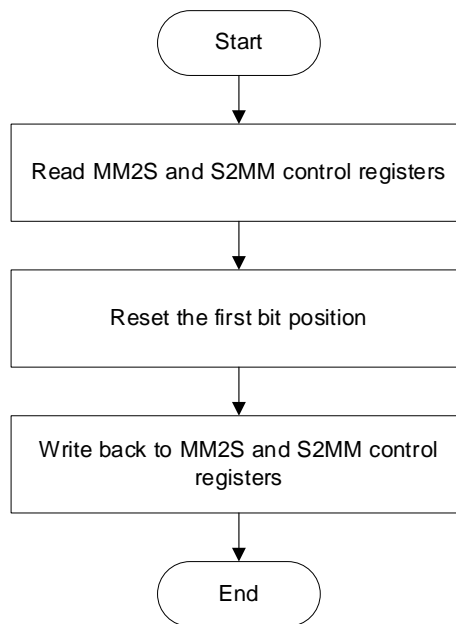 Start
Read MM2S and S2MM control registers
Reset the first bit position
Write back to MM2S and S2MM control
registers
End